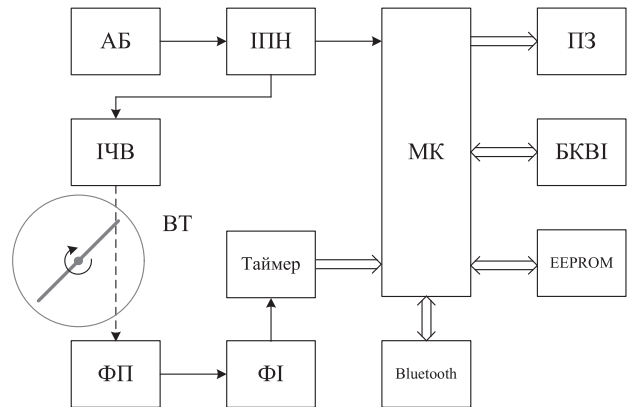 АБ
ІПН
ПЗ
ІЧВ
МК
БКВІ
ВТ
Таймер
EEPROM
ФП
ФІ
Bluetooth